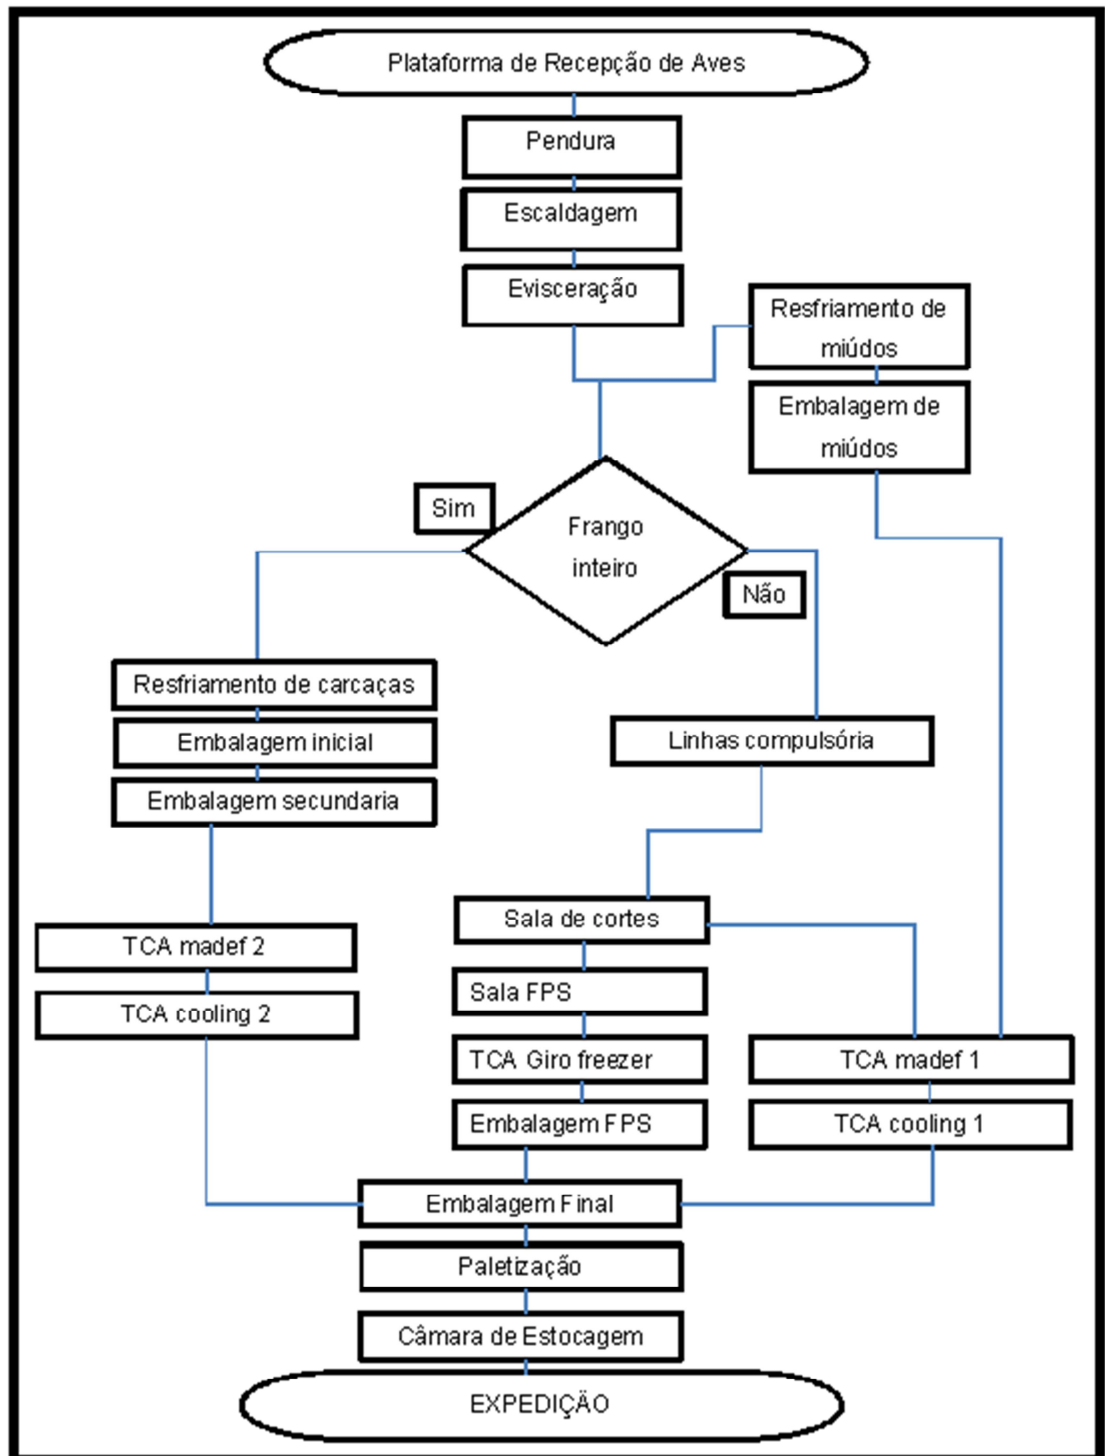 Plataforma de Recepção de Aves
Pendura
Escaldagem
Evisceração
Resfriamento de
miúdos
Embalagem de
miúdos
Sim
Frango
inteiro
Não
Resfriamento de carcaças
Embalagem inicial
Embalagem secundaria
Linhas compulsória
Sala de cortes
TCA madef 2
Sala FPS
TCA cooling 2
TCA Giro freezer
TCA madef 1
Embalagem FPS
TCA cooling 1
Embalagem Final
Paletização
Câmara de Estocagem
EXPEDIÇÃO